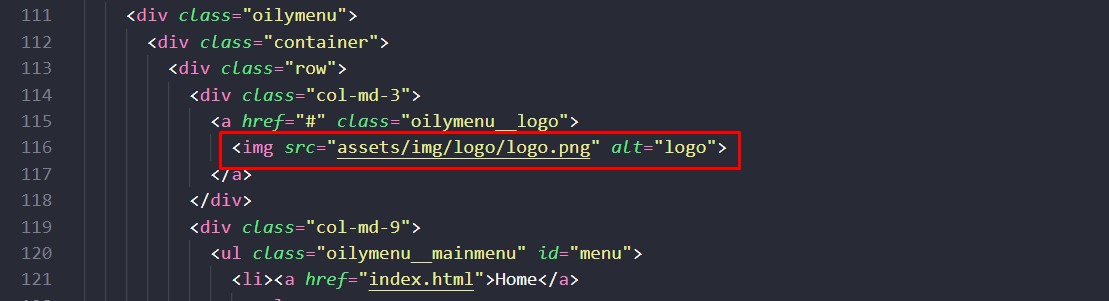 111 <div class="oilymenu">
112 <div class="container">
113 <div class="row">
114 <div class="col-md-3">
115 <a href="#" class="oilymenu__logo">
116 <img src="assets/img/logo/logo.png" alt="logo">
117 </a>
118 </div>
119 <div class="col-md-9">
120 <ul class="oilymenu__mainmenu" id="menu">
121 <li><a href="index.html">Home</a>